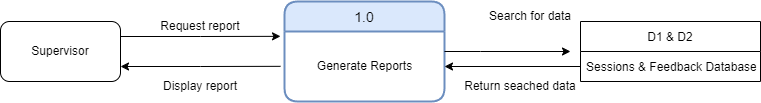 1.0
Search for data
Request report
D1 & D2
Supervisor
Generate Reports
Sessions & Feedback Database
Display report
Return seached data